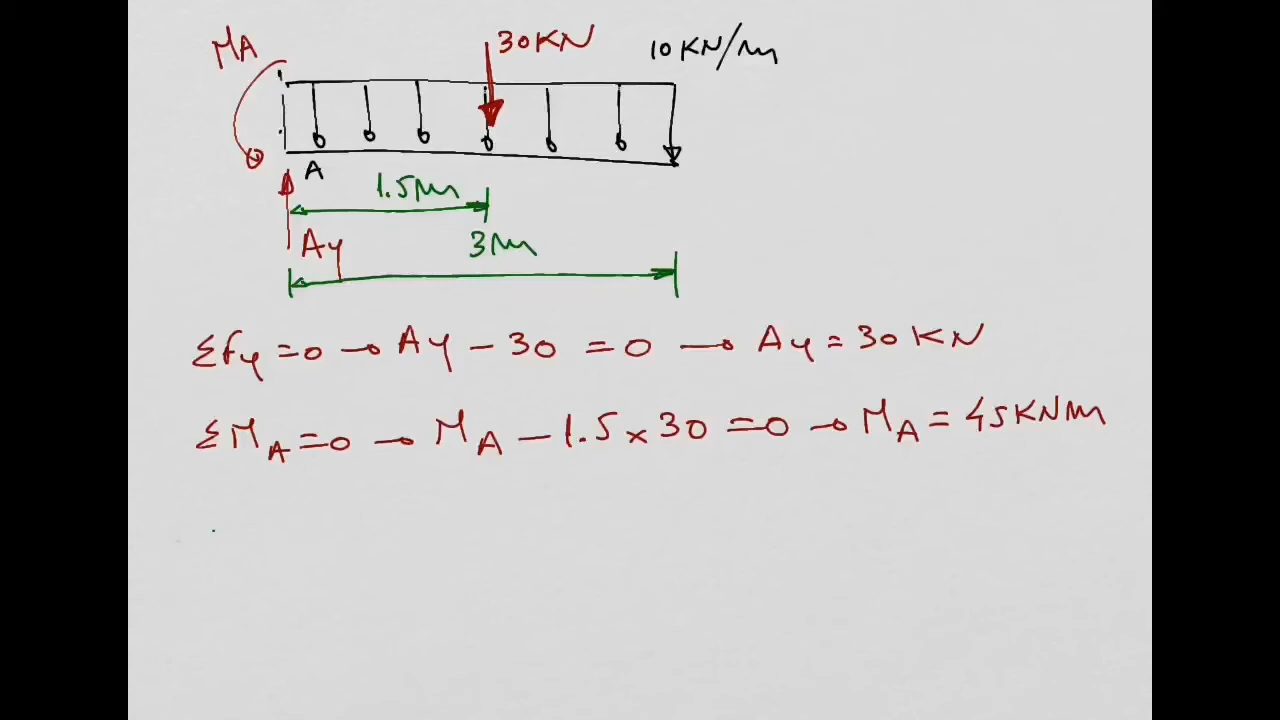 MA
30KN
10KN/m
A
1.5m
Ay
3m
ΣFy=0 → Ay - 30 = 0 → Ay = 30KN
ΣMA=0 → MA - 1.5 x 30 = 0 → MA = 45KNm